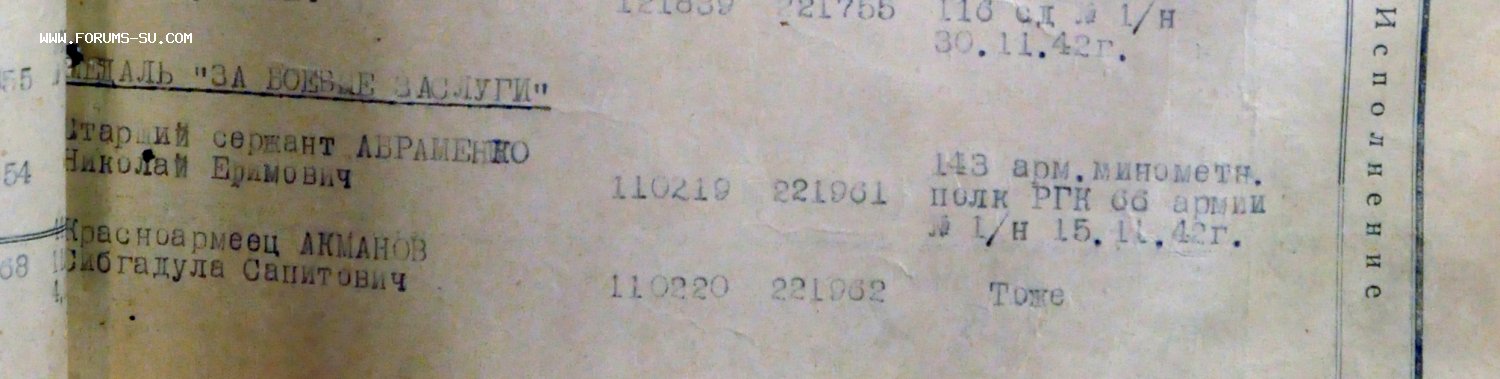 121839 221755 116 сд № 1/н
30.11.42г.
WWW.FORUMS-SU.COM
55 МЕДАЛЬ "ЗА БОЕВЫЕ ЗАСЛУГИ"
Старший сержант АВРАМЕНКО
54 Николай Еримович 110219 221961 143 арм.минометн.
полк РГК 66 армии
№ 1/н 15.11.42г.
Красноармеец АКМАНОВ
68 Сибгадула Сапитович 110220 221962 Тоже
4.
Исполнение